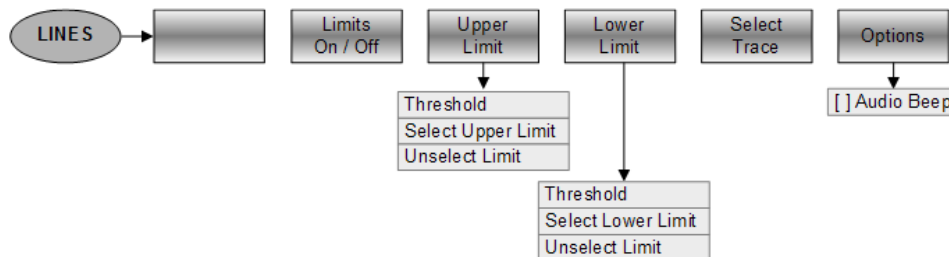 LINES
Limits
On / Off
Upper
Limit
Lower
Limit
Select
Trace
Options
Threshold
Select Upper Limit
Unselect Limit
Threshold
Select Lower Limit
Unselect Limit
[ ] Audio Beep